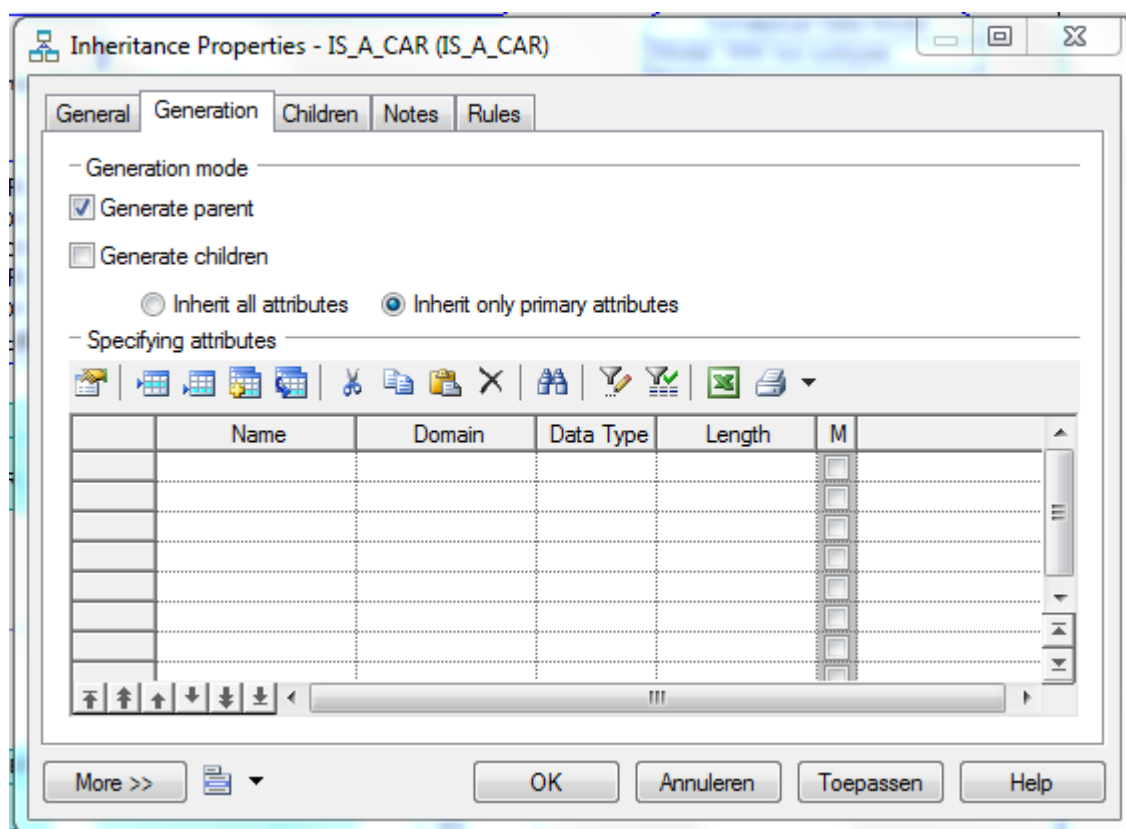 Inheritance Properties - IS_A_CAR (IS_A_CAR)
General Generation Children Notes Rules
Generation mode
Generate parent
Generate children
Inherit all attributes Inherit only primary attributes
Specifying attributes
Name Domain Data Type Length M
More >> OK Annuleren Toepassen Help